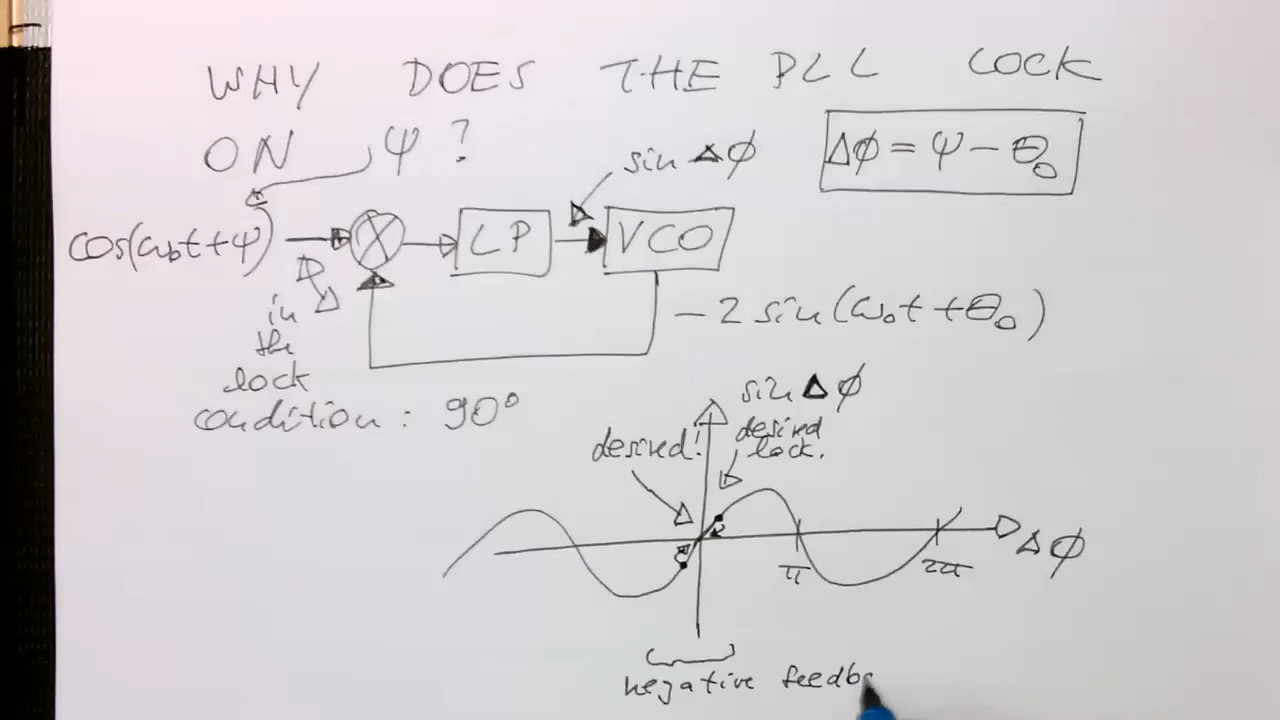 WHY DOES THE PLL LOCK
ON ψ ?
sin Δϕ
Δϕ = ψ - θ₀
cos(ω₀t+ψ)
X
LP
VCO
-2 sin(ω₀t+θ₀)
in
the
lock
condition: 90°
sin Δϕ
desired!
desired
lock.
π
2π
Δϕ
negative feedba